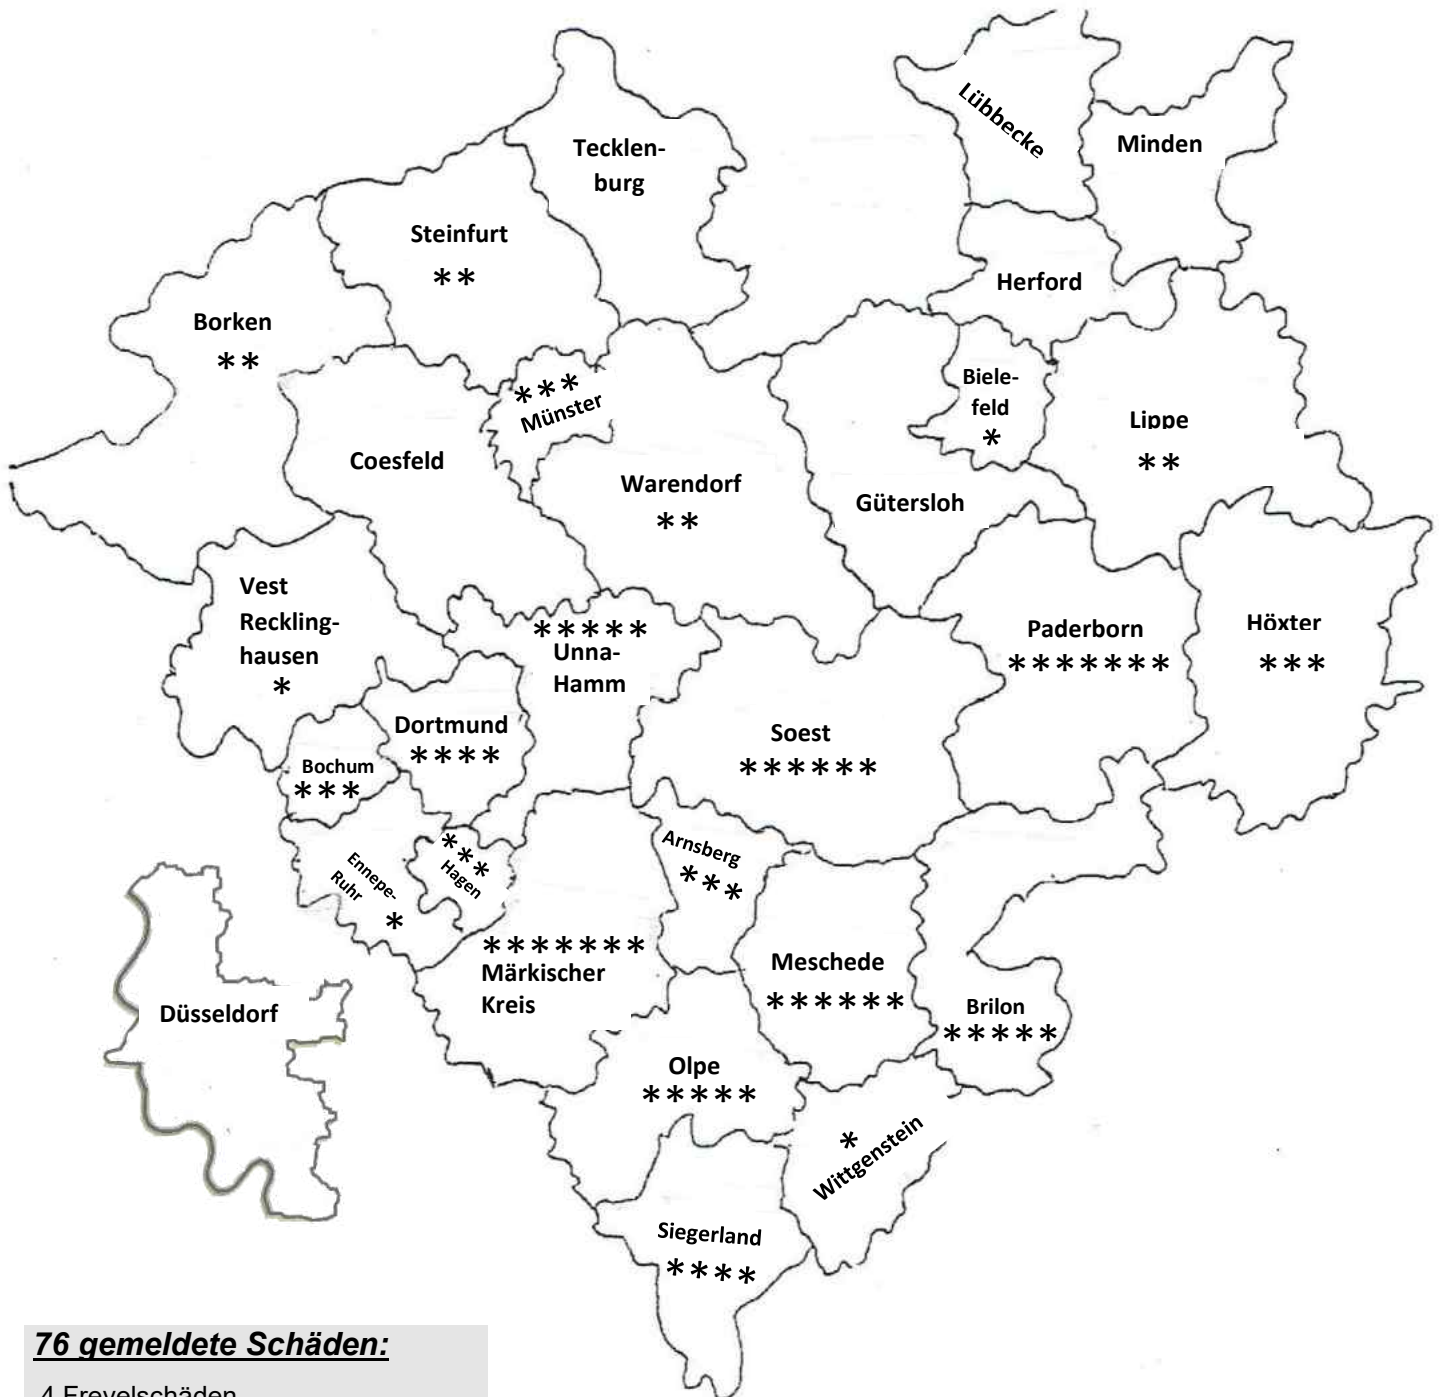 Lübbecke
Minden
Tecklen-
burg
Steinfurt
**
Herford
Borken
**
***
Münster
Biele-
feld
*
Lippe
**
Coesfeld
Warendorf
**
Gütersloh
Vest
Reckling-
hausen
*
*****
Unna-
Hamm
Paderborn
*******
Höxter
***
Dortmund
****
Soest
******
Bochum
***
Ennepe-
Ruhr
*
***
Hagen
Arnsberg
***
*******
Märkischer
Kreis
Meschede
******
Brilon
*****
Düsseldorf
Olpe
*****
*
Wittgenstein
Siegerland
****
76 gemeldete Schäden:
4 Frevelschäden